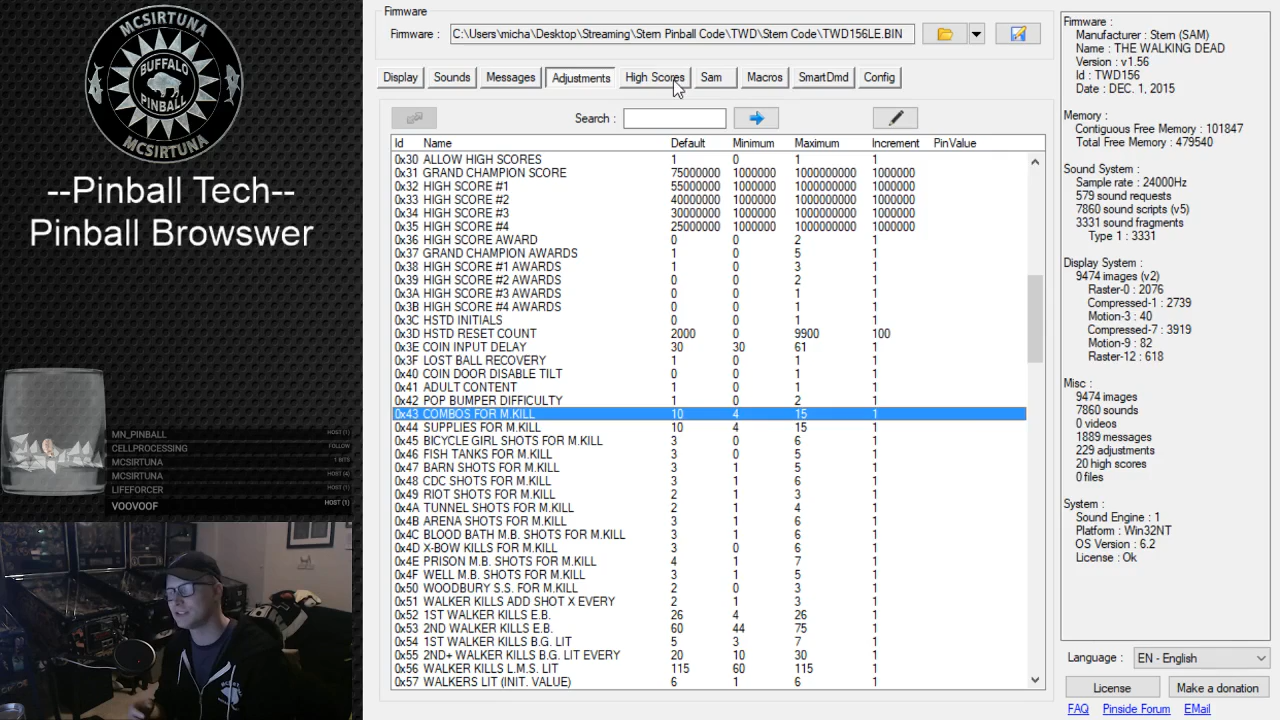 MCSIRTUNA
BUFFALO
PINBALL
MCSIRTUNA
--Pinball Tech--
Pinball Browswer
MN_PINBALL HOST (1)
CELLPROCESSING FOLLOW
MCSIRTUNA 1 BITS
MCSIRTUNA HOST (4)
LIFEFORCER HOST (1)
VOOVOOF HOST (1)
Firmware
Firmware : C:\Users\micha\Desktop\Streaming\Stern Pinball Code\TWD\Stern Code\TWD156LE.BIN
Display Sounds Messages Adjustments High Scores Sam Macros SmartDmd Config
Search :
Id Name Default Minimum Maximum Increment PinValue
0x30 ALLOW HIGH SCORES 1 0 1 1
0x31 GRAND CHAMPION SCORE 75000000 1000000 1000000000 1000000
0x32 HIGH SCORE #1 55000000 1000000 1000000000 1000000
0x33 HIGH SCORE #2 40000000 1000000 1000000000 1000000
0x34 HIGH SCORE #3 30000000 1000000 1000000000 1000000
0x35 HIGH SCORE #4 25000000 1000000 1000000000 1000000
0x36 HIGH SCORE AWARD 0 0 2 1
0x37 GRAND CHAMPION AWARDS 1 0 5 1
0x38 HIGH SCORE #1 AWARDS 1 0 3 1
0x39 HIGH SCORE #2 AWARDS 0 0 2 1
0x3A HIGH SCORE #3 AWARDS 0 0 1 1
0x3B HIGH SCORE #4 AWARDS 0 0 1 1
0x3C HSTD INITIALS 0 0 1 1
0x3D HSTD RESET COUNT 2000 0 9900 100
0x3E COIN INPUT DELAY 30 30 61 1
0x3F LOST BALL RECOVERY 1 0 1 1
0x40 COIN DOOR DISABLE TILT 0 0 1 1
0x41 ADULT CONTENT 1 0 1 1
0x42 POP BUMPER DIFFICULTY 1 0 2 1
0x43 COMBOS FOR M.KILL 10 4 15 1
0x44 SUPPLIES FOR M.KILL 10 4 15 1
0x45 BICYCLE GIRL SHOTS FOR M.KILL 3 0 6 1
0x46 FISH TANKS FOR M.KILL 3 0 5 1
0x47 BARN SHOTS FOR M.KILL 3 1 5 1
0x48 CDC SHOTS FOR M.KILL 3 1 6 1
0x49 RIOT SHOTS FOR M.KILL 2 1 3 1
0x4A TUNNEL SHOTS FOR M.KILL 2 1 4 1
0x4B ARENA SHOTS FOR M.KILL 3 1 6 1
0x4C BLOOD BATH M.B. SHOTS FOR M.KILL 3 1 6 1
0x4D X-BOW KILLS FOR M.KILL 3 0 6 1
0x4E PRISON M.B. SHOTS FOR M.KILL 4 1 7 1
0x4F WELL M.B. SHOTS FOR M.KILL 3 1 5 1
0x50 WOODBURY S.S. FOR M.KILL 2 0 3 1
0x51 WALKER KILLS ADD SHOT X EVERY 2 1 3 1
0x52 1ST WALKER KILLS E.B. 26 4 26 1
0x53 2ND WALKER KILLS E.B. 60 44 75 1
0x54 1ST WALKER KILLS B.G. LIT 5 3 7 1
0x55 2ND+ WALKER KILLS B.G. LIT EVERY 20 10 30 1
0x56 WALKER KILLS L.M.S. LIT 115 60 115 1
0x57 WALKERS LIT (INIT. VALUE) 6 1 6 1
Firmware :
Manufacturer : Stern (SAM)
Name : THE WALKING DEAD
Version : v1.56
Id : TWD156
Date : DEC. 1, 2015
Memory :
Contiguous Free Memory : 101847
Total Free Memory : 479540
Sound System :
Sample rate : 24000Hz
579 sound requests
7860 sound scripts (v5)
3331 sound fragments
Type 1 : 3331
Display System :
9474 images (v2)
Raster-0 : 2076
Compressed-1 : 2739
Motion-3 : 40
Compressed-7 : 3919
Motion-9 : 82
Raster-12 : 618
Misc :
9474 images
7860 sounds
0 videos
1889 messages
229 adjustments
20 high scores
0 files
System :
Sound Engine : 1
Platform : Win32NT
OS Version : 6.2
License : Ok
Language : EN - English
License Make a donation
FAQ Pinside Forum EMail